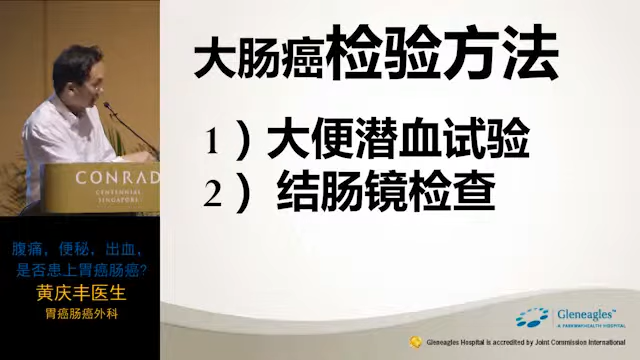 大肠癌检验方法
1）大便潜血试验
2） 结肠镜检查
CONRAD
CENTENNIAL
SINGAPORE
腹痛，便秘，出血，
是否患上胃癌肠癌?
黄庆丰医生
胃癌肠癌外科
Gleneagles™
A PARKWAYHEALTH HOSPITAL
Gleneagles Hospital is accredited by Joint Commission International